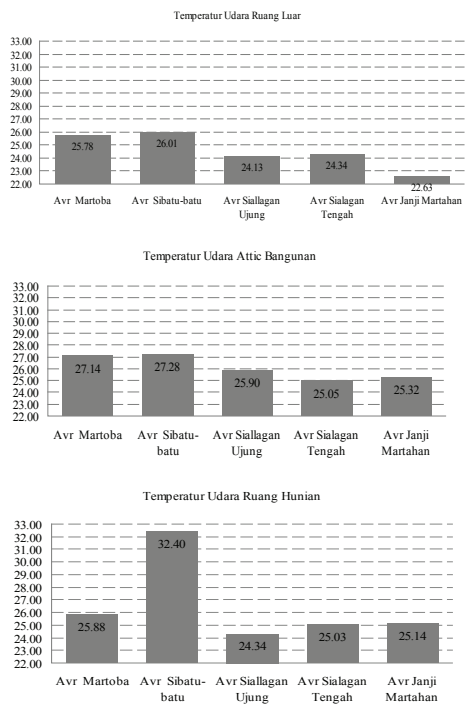 Temperatur Udara Ruang Luar
33.00
32.00
31.00
30.00
29.00
28.00
27.00
26.00
25.00
24.00
23.00
22.00
25.78
26.01
24.13
24.34
22.63
Avr Martoba
Avr Sibatu-batu
Avr Siallagan
Ujung
Avr Sialagan
Tengah
Avr Janji Martahan
Temperatur Udara Attic Bangunan
33.00
32.00
31.00
30.00
29.00
28.00
27.00
26.00
25.00
24.00
23.00
22.00
27.14
27.28
25.90
25.05
25.32
Avr Martoba
Avr Sibatu-
batu
Avr Siallagan
Ujung
Avr Sialagan
Tengah
Avr Janji
Martahan
Temperatur Udara Ruang Hunian
33.00
32.00
31.00
30.00
29.00
28.00
27.00
26.00
25.00
24.00
23.00
22.00
25.88
32.40
24.34
25.03
25.14
Avr Martoba
Avr Sibatu-
batu
Avr Siallagan
Ujung
Avr Sialagan
Tengah
Avr Janji
Martahan